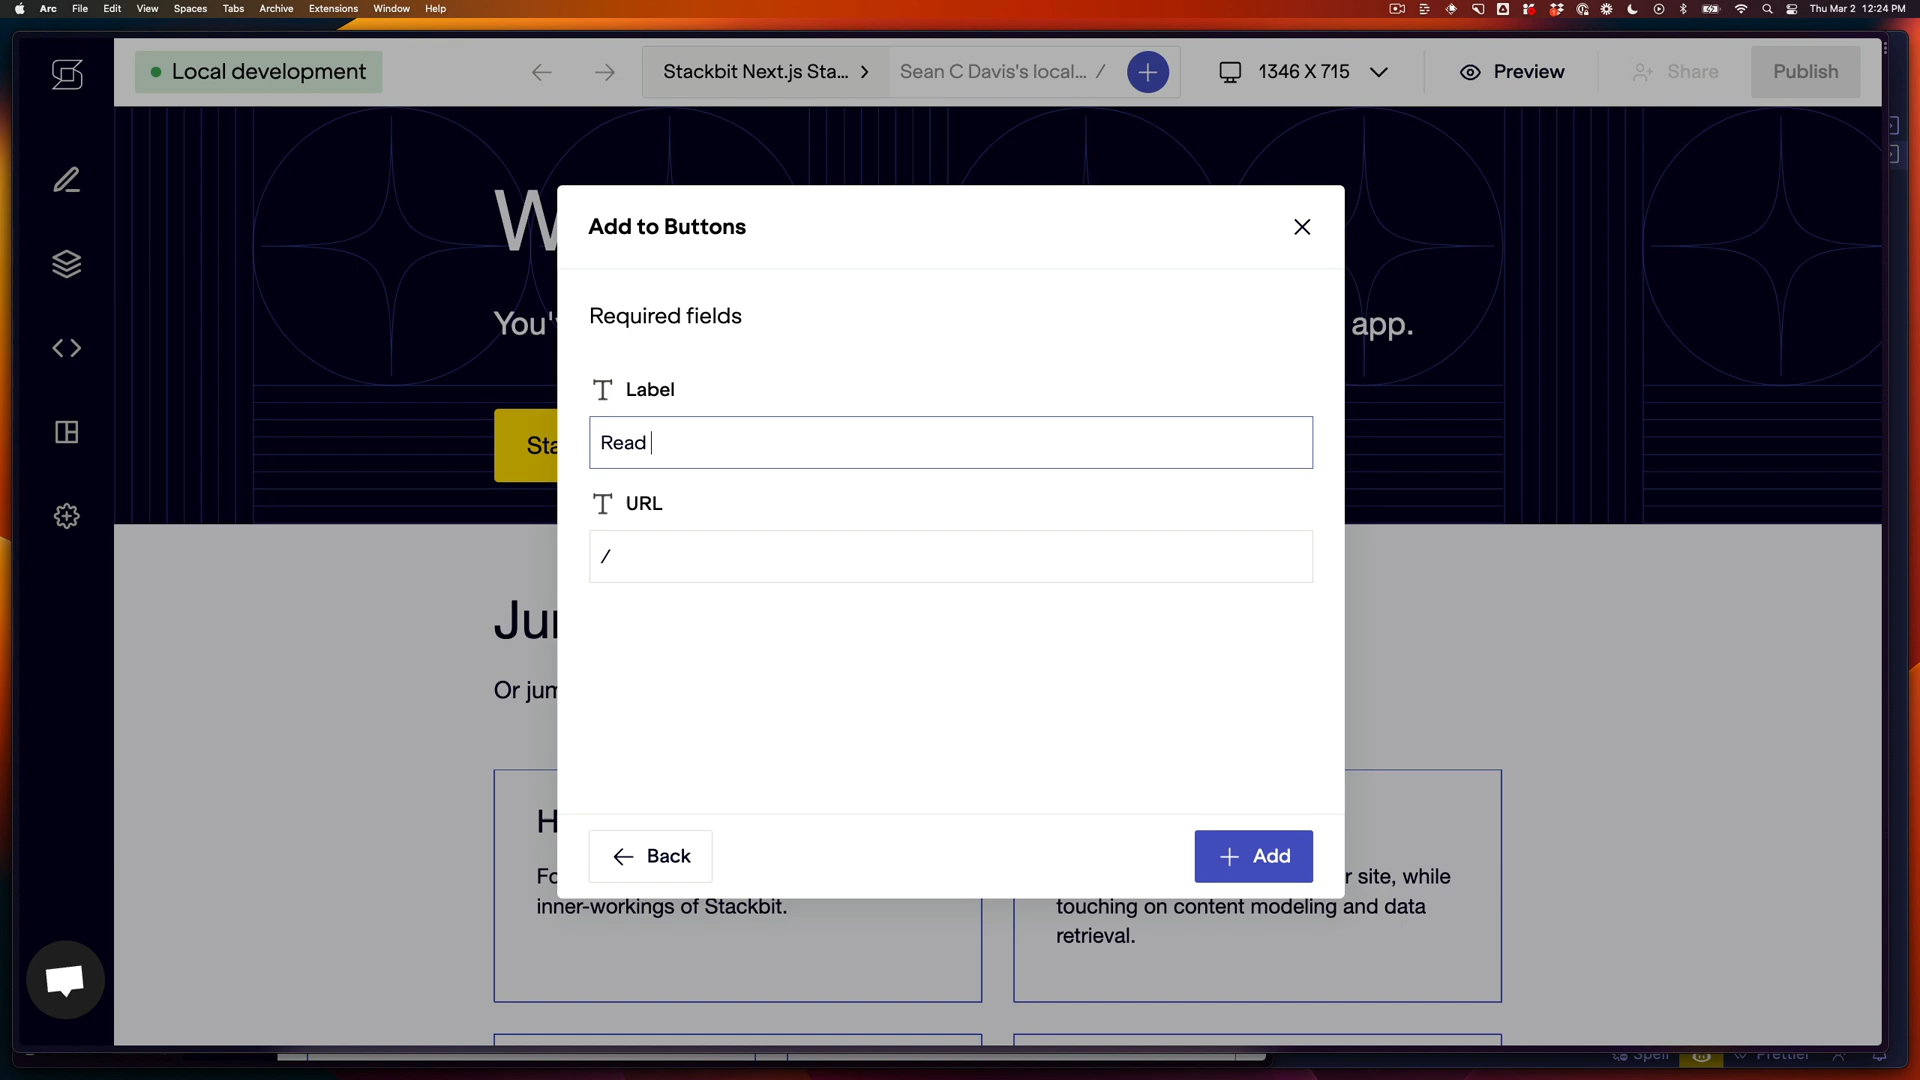 Arc File Edit View Spaces Tabs Archive Extensions Window Help Thu Mar 2 12:24 PM
Local development
Stackbit Next.js Sta...
Sean C Davis's local... /
1346 X 715
Preview
Share
Publish
W
You'
app.
Sta
Add to Buttons
Required fields
Label
Read
URL
/
Back
Add
Or jum
H
Fo
inner-workings of Stackbit.
r site, while
touching on content modeling and data
retrieval.
Spell
Prettier